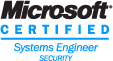 Microsoft®
CERTIFIED
Systems Engineer
SECURITY